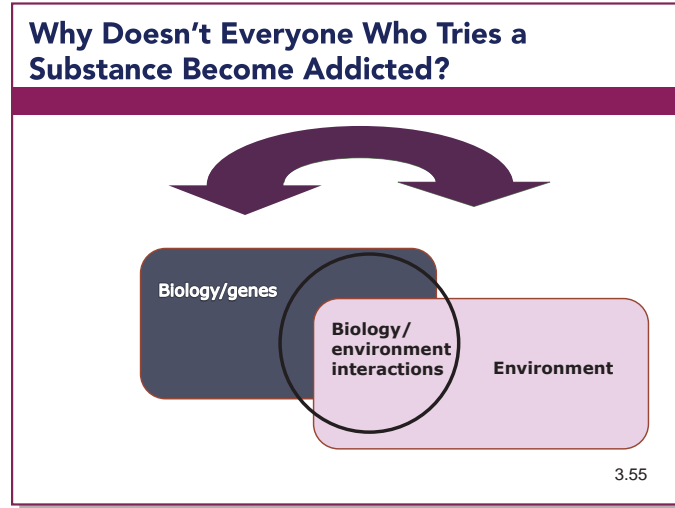 Why Doesn’t Everyone Who Tries a
Substance Become Addicted?
Biology/genes
Biology/
environment
interactions
Environment
3.55